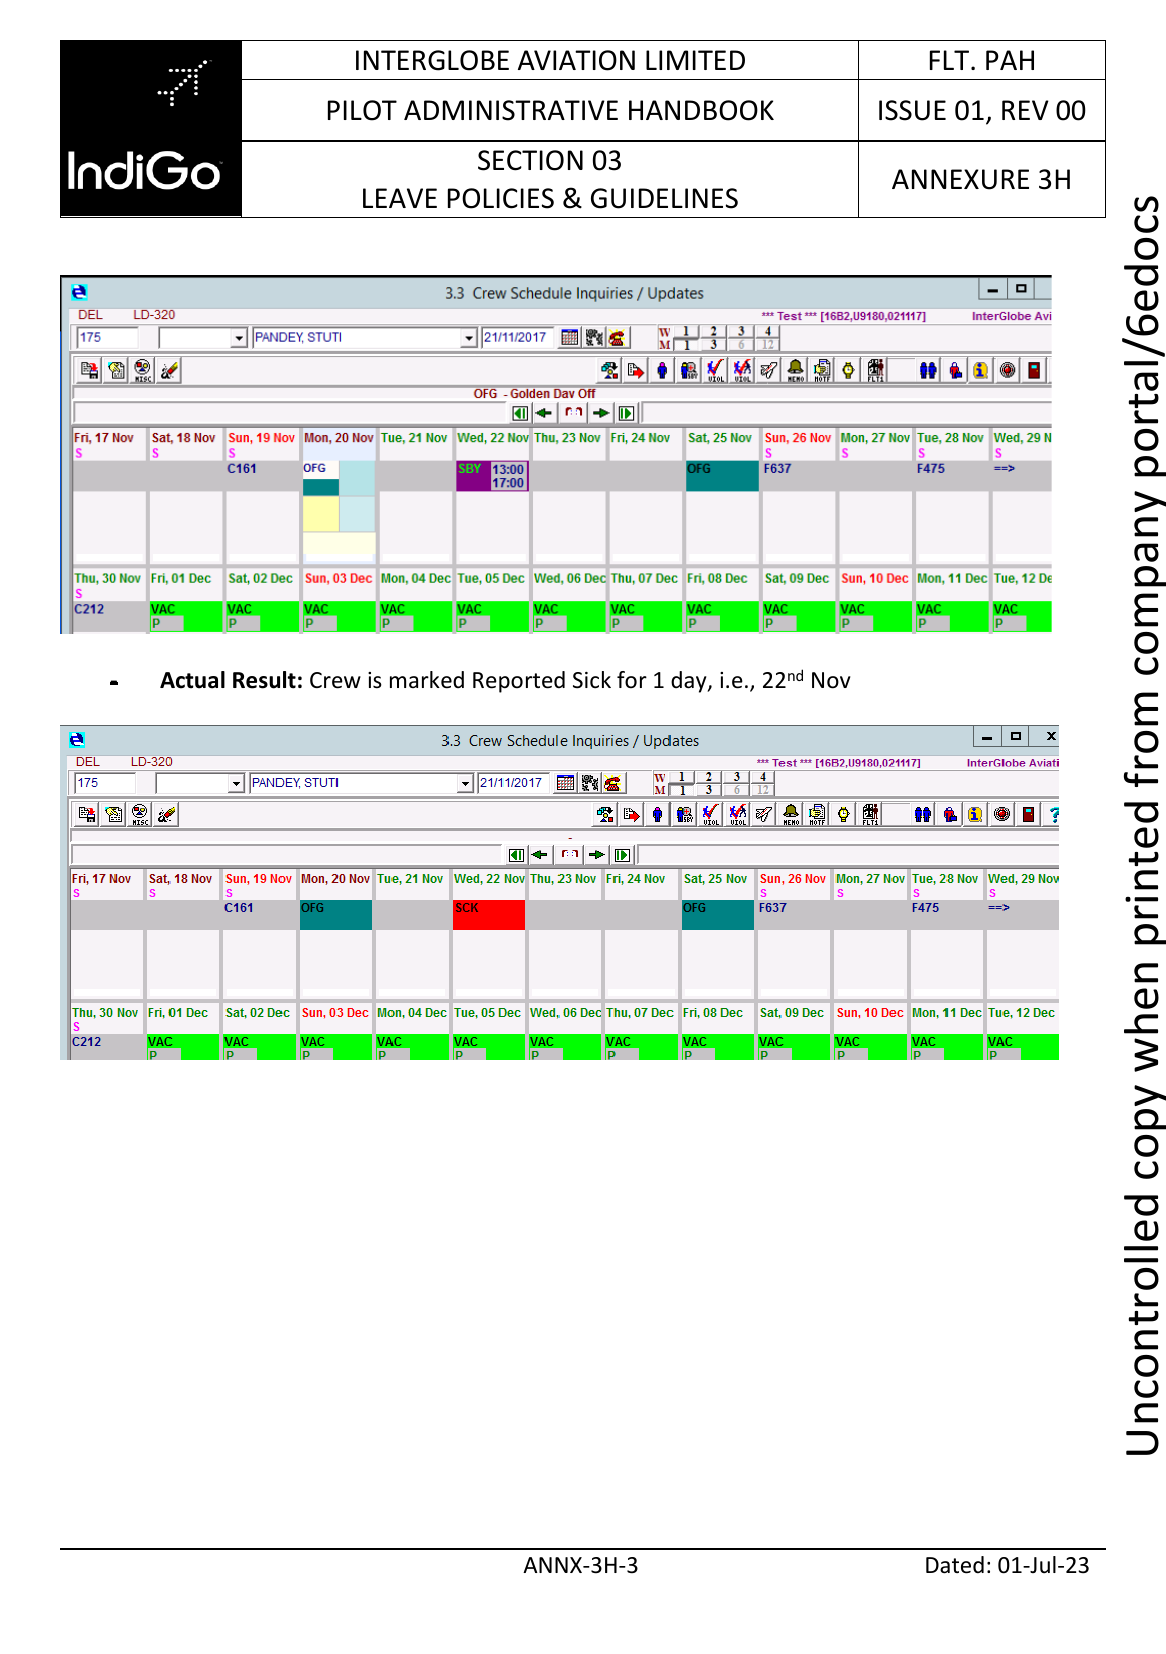 IndiGo
INTERGLOBE AVIATION LIMITED
FLT. PAH
PILOT ADMINISTRATIVE HANDBOOK
ISSUE 01, REV 00
SECTION 03
LEAVE POLICIES & GUIDELINES
ANNEXURE 3H
3.3 Crew Schedule Inquiries / Updates
DEL LD-320 *** Test *** [16B2,U9180,021117] InterGlobe Avi
175 PANDEY, STUTI 21/11/2017 W 1 2 3 4
M 1 3 6 12
MISC SBY VIOL VIOL MEMO NOTF FLT1
OFG - Golden Day Off
Fri, 17 Nov Sat, 18 Nov Sun, 19 Nov Mon, 20 Nov Tue, 21 Nov Wed, 22 Nov Thu, 23 Nov Fri, 24 Nov Sat, 25 Nov Sun, 26 Nov Mon, 27 Nov Tue, 28 Nov Wed, 29 N
S S S S S S S
C161 OFG SBY 13:00 OFG F637 F475 ==>
17:00
Thu, 30 Nov Fri, 01 Dec Sat, 02 Dec Sun, 03 Dec Mon, 04 Dec Tue, 05 Dec Wed, 06 Dec Thu, 07 Dec Fri, 08 Dec Sat, 09 Dec Sun, 10 Dec Mon, 11 Dec Tue, 12 De
S
C212 VAC VAC VAC VAC VAC VAC VAC VAC VAC VAC VAC VAC
P P P P P P P P P P P P
- Actual Result: Crew is marked Reported Sick for 1 day, i.e., 22nd Nov
3.3 Crew Schedule Inquiries / Updates
DEL LD-320 *** Test *** [16B2,U9180,021117] InterGlobe Aviati
175 PANDEY, STUTI 21/11/2017 W 1 2 3 4
M 1 3 6 12
MISC SBY VIOL VIOL MEMO NOTF FLT1
-
Fri, 17 Nov Sat, 18 Nov Sun, 19 Nov Mon, 20 Nov Tue, 21 Nov Wed, 22 Nov Thu, 23 Nov Fri, 24 Nov Sat, 25 Nov Sun, 26 Nov Mon, 27 Nov Tue, 28 Nov Wed, 29 Nov
S S S S S S S
C161 OFG SCK OFG F637 F475 ==>
Thu, 30 Nov Fri, 01 Dec Sat, 02 Dec Sun, 03 Dec Mon, 04 Dec Tue, 05 Dec Wed, 06 Dec Thu, 07 Dec Fri, 08 Dec Sat, 09 Dec Sun, 10 Dec Mon, 11 Dec Tue, 12 Dec
S
C212 VAC VAC VAC VAC VAC VAC VAC VAC VAC VAC VAC VAC
P P P P P P P P P P P P
Uncontrolled copy when printed from company portal/6edocs
ANNX-3H-3
Dated: 01-Jul-23